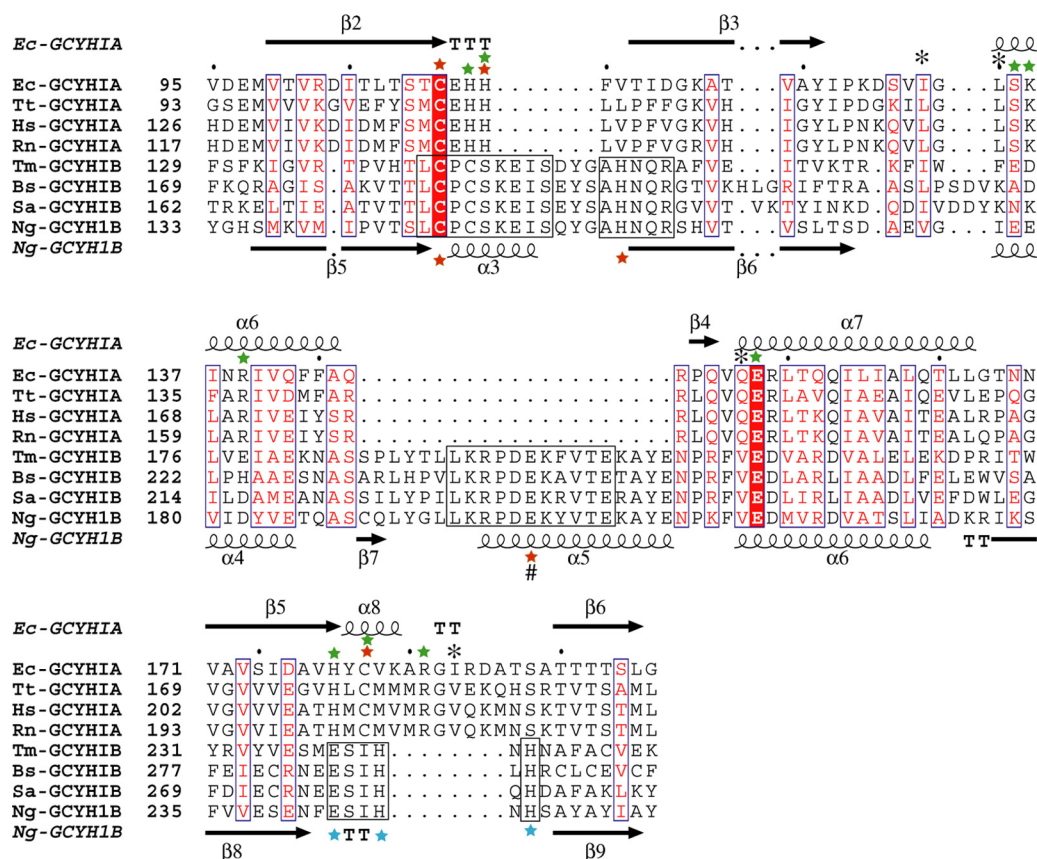 β2 β3
Ec-GCYHIA TTT ...
* *
Ec-GCYHIA 95 VDEMVTVRDITLTSTCEHH.......FVTIDGKAT...VAYIPKDSVIG...LSK
Tt-GCYHIA 93 GSEMVVVKGVEFYSMCEHH.......LLPFFGKVH...IGYIPDGKILG...LSK
Hs-GCYHIA 126 HDEMVIVKDIDMFSMCEHH.......LVPFVGKVH...IGYLPNKQVLG...LSK
Rn-GCYHIA 117 HDEMVIVKDIDMFSMCEHH.......LVPFVGRVH...IGYLPNKQVLG...LSK
Tm-GCYHIB 129 FSFKIGVR.TPVHTLCPCSKEISDYGAHNQRAFVE...ITVKTR.KFIW...FED
Bs-GCYHIB 169 FKQRAGIS.AKVTTLCPCSKEISEYSAHNQRGTVKHLGRIFTRA.ASLPSDVKAD
Sa-GCYHIB 162 TRKELTIE.ATVTTLCPCSKEISEYSAHNQRGVVT.VKTYINKD.QDIVDDYKNK
Ng-GCYH1B 133 YGHSMKVM.IPVTSLCPCSKEISQYGAHNQRSHVT...VSLTSD.AEVG...IEE
Ng-GCYH1B . ...
β5 α3 β6
α6 β4 α7
Ec-GCYHIA
*
Ec-GCYHIA 137 INRIVQFFAQ.....................RPQVQERLTQQILIALQTLLGTNN
Tt-GCYHIA 135 FARIVDMFAR.....................RLQVQERLAVQIAEAIQEVLEPQG
Hs-GCYHIA 168 LARIVEIYSR.....................RLQVQERLTKQIAVAITEALRPAG
Rn-GCYHIA 159 LARIVEIYSR.....................RLQVQERLTKQIAVAITEALQPAG
Tm-GCYHIB 176 LVEIAEKNASSPLYTLLKRPDEKFVTEKAYENPRFVEDVARDVALELEKDPRITW
Bs-GCYHIB 222 LPHAAESNASARLHPVLKRPDEKAVTETAYENPRFVEDLARLIAADLFELEWVSA
Sa-GCYHIB 214 ILDAMEANASSILYPILKRPDEKRVTERAYENPRFVEDLIRLIAADLVEFDWLEG
Ng-GCYH1B 180 VIDYVETQASCQLYGLLKRPDEKYVTEKAYENPKFVEDMVRDVATSLIADKRIKS
Ng-GCYH1B TT
α4 β7 # α5 α6
β5 α8 β6
Ec-GCYHIA TT
*
Ec-GCYHIA 171 VAVSIDAVHYCVKARGIRDATSATTTTSLG
Tt-GCYHIA 169 VGVVVEGVHLCMMMRGVEKQHSRTVTSAML
Hs-GCYHIA 202 VGVVVEATHMCMVMRGVQKMNSKTVTSTML
Rn-GCYHIA 193 VGVVIEATHMCMVMRGVQKMNSKTVTSTML
Tm-GCYHIB 231 YRVYVESMESIH........NHNAFACVEK
Bs-GCYHIB 277 FEIECRNEESIH........LHRCLCEVCF
Sa-GCYHIB 269 FDIECRNEESIH........QHDAFAKLKY
Ng-GCYH1B 235 FVVESENFESIH........NHSAYAYIAY
Ng-GCYH1B TT
β8 β9